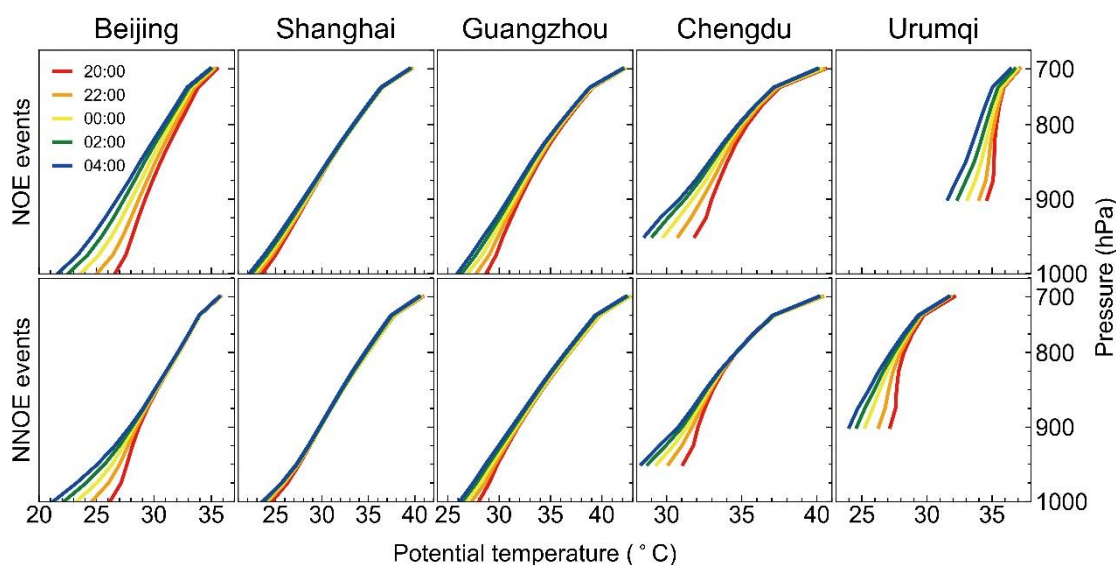 Beijing Shanghai Guangzhou Chengdu Urumqi
NOE events
20:00
22:00
00:00
02:00
04:00
700
800
900
1000
Pressure (hPa)
NNOE events
700
800
900
1000
20 25 30 35 25 30 35 40 25 30 35 40 30 35 40 25 30 35
Potential temperature ( °C)